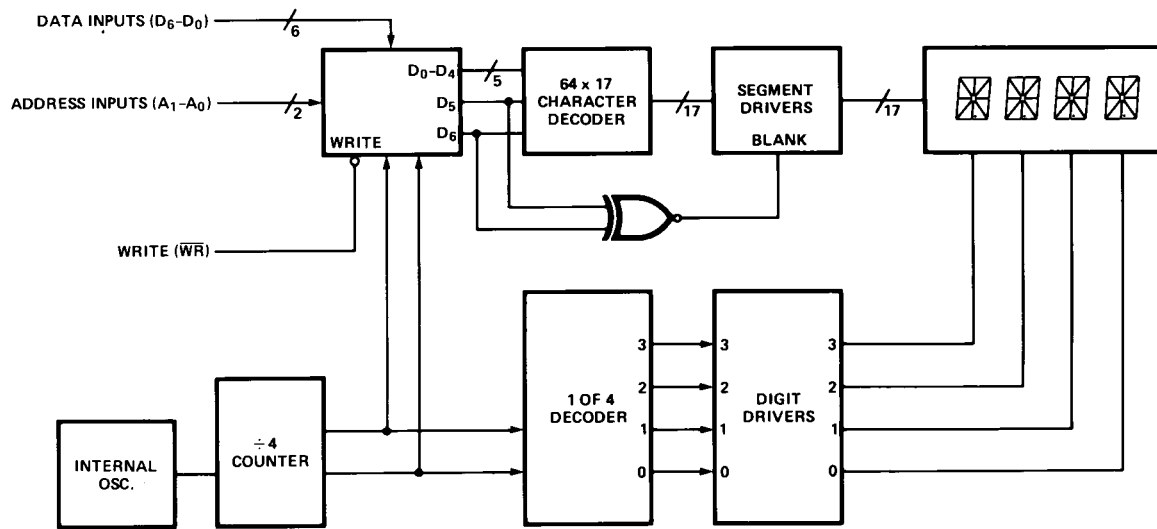 DATA INPUTS (D6–D0)
6
ADDRESS INPUTS (A1–A0)
2
WRITE
D0–D4
5
D5
D6
64 x 17
CHARACTER
DECODER
17
SEGMENT
DRIVERS
BLANK
17
WRITE (W̅R̅)
INTERNAL
OSC.
÷4
COUNTER
1 OF 4
DECODER
3
2
1
0
3
2
1
0
DIGIT
DRIVERS
3
2
1
0